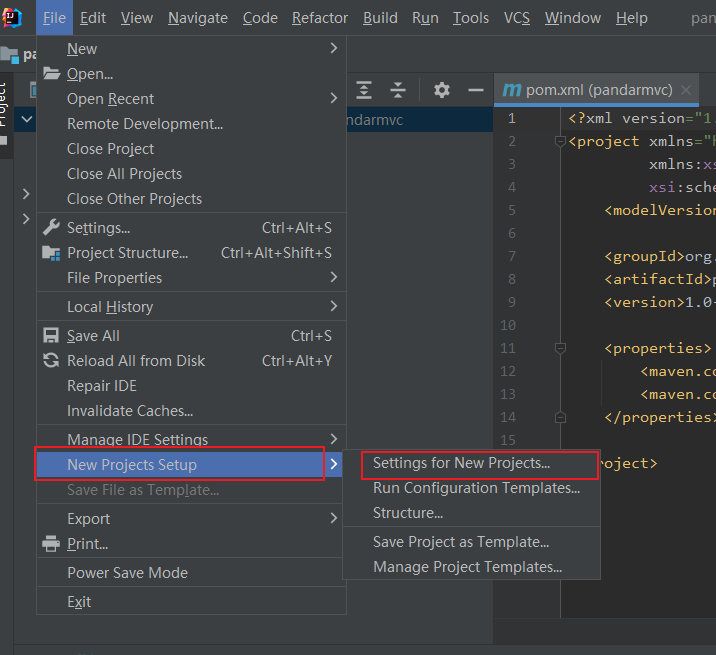 File Edit View Navigate Code Refactor Build Run Tools VCS Window Help pan
pa
Project
New
Open...
Open Recent
Remote Development...
Close Project
Close All Projects
Close Other Projects
Settings... Ctrl+Alt+S
Project Structure... Ctrl+Alt+Shift+S
File Properties
Local History
Save All Ctrl+S
Reload All from Disk Ctrl+Alt+Y
Repair IDE
Invalidate Caches...
Manage IDE Settings
New Projects Setup
Save File as Template...
Export
Print...
Power Save Mode
Exit
Settings for New Projects...
Run Configuration Templates...
Structure...
Save Project as Template...
Manage Project Templates...
ndarmvc
m pom.xml (pandarmvc)
1 <?xml version="1.
2 <project xmlns="h
3 xmlns:xs
4 xsi:sche
5 <modelVersion
6
7 <groupId>org.
8 <artifactId>p
9 <version>1.0-
10
11 <properties>
12 <maven.co
13 <maven.co
14 </properties>
15
roject>